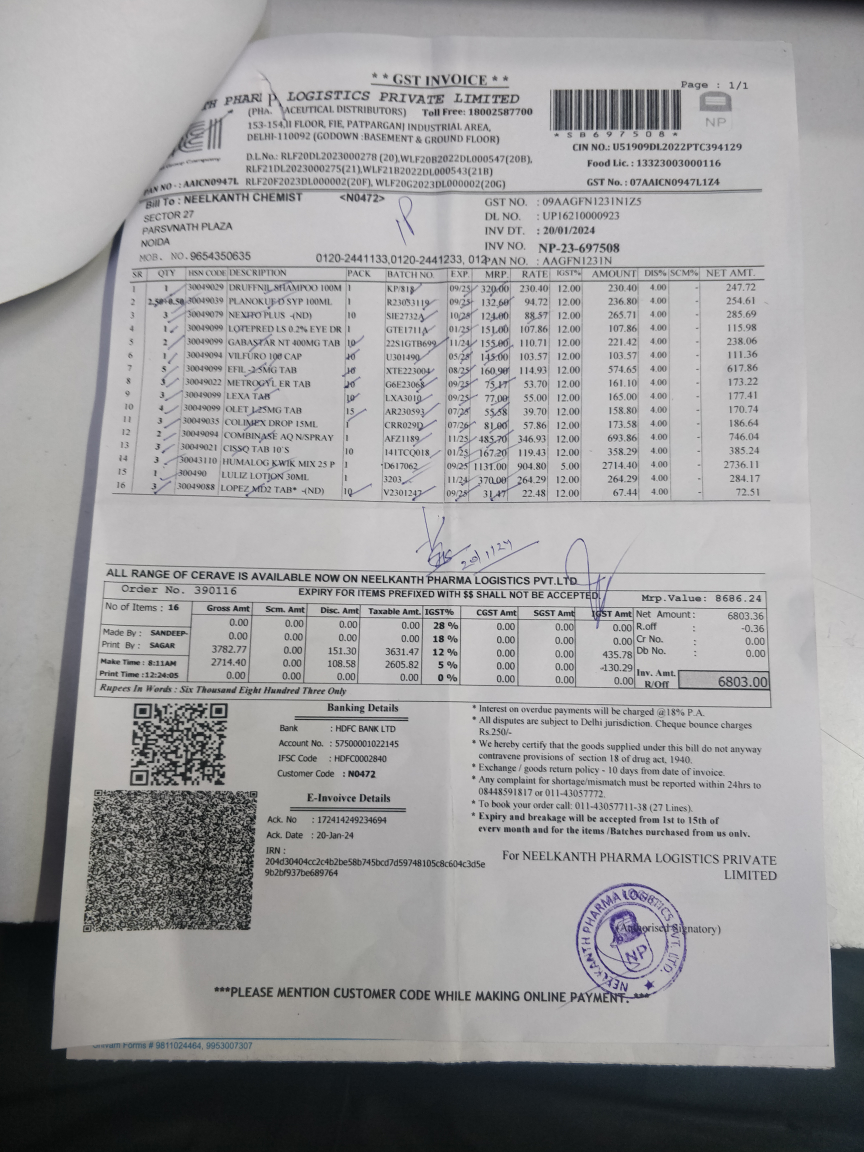 * * GST INVOICE * *
Page : 1/1
TH PHAR LOGISTICS PRIVATE LIMITED
(PHA. ACEUTICAL DISTRIBUTORS) Toll Free: 18002587700
153-154,II FLOOR, FIE, PATPARGANJ INDUSTRIAL AREA,
DELHI-110092 (GODOWN :BASEMENT & GROUND FLOOR)
* S B 6 9 7 5 0 8 *
NP
CIN NO.: U51909DL2022PTC394129
D.L.No.: RLF20DL2023000278 (20),WLF20B2022DL000547(20B),
Food Lic. : 13323003000116
RLF21DL2023000275(21),WLF21B2022DL000543(21B)
PAN NO - : AAICN0947L RLF20F2023DL000002(20F), WLF20G2023DL000002(20G)
GST No. : 07AAICN0947L1Z4
Bill To : NEELKANTH CHEMIST <N0472>
GST NO. : 09AAGFN1231N1Z5
SECTOR 27
DL NO. : UP16210000923
PARSVNATH PLAZA
INV DT. : 20/01/2024
NOIDA
INV NO. NP-23-697508
MOB. NO. 9654350635 0120-2441133,0120-2441233, 012
PAN NO. : AAGFN1231N
SR QTY HSN CODE DESCRIPTION PACK BATCH NO. EXP. MRP. RATE IGST% AMOUNT DIS% SCM% NET AMT.
1 1 30049029 DRUFFNIL SHAMPOO 100M 1 KP/818 09/25 320.00 230.40 12.00 230.40 4.00 - 247.72
2 2.50+0.50 30049039 PLANOKUF D SYP 100ML 1 R23053119 09/25 132.60 94.72 12.00 236.80 4.00 - 254.61
3 3 30049079 NEXITO PLUS -(ND) 10 SIE2732A 10/25 124.00 88.57 12.00 265.71 4.00 - 285.69
4 1 30049099 LOTEPRED LS 0.2% EYE DR 1 GTE1711A 01/25 151.00 107.86 12.00 107.86 4.00 - 115.98
5 2 30049099 GABASTAR NT 400MG TAB 10 22S1GTB699 11/24 155.00 110.71 12.00 221.42 4.00 - 238.06
6 1 30049094 VILFURO 100 CAP 10 U301490 05/25 145.00 103.57 12.00 103.57 4.00 - 111.36
7 5 30049099 EFIL -2.5MG TAB 10 XTE223004 08/25 160.90 114.93 12.00 574.65 4.00 - 617.86
8 3 30049022 METROGYL ER TAB 20 G6E23068 09/25 75.17 53.70 12.00 161.10 4.00 - 173.22
9 3 30049099 LEXA TAB 10 LXA3010 09/25 77.00 55.00 12.00 165.00 4.00 - 177.41
10 4 30049099 OLET 1.25MG TAB 15 AR230593 07/25 55.58 39.70 12.00 158.80 4.00 - 170.74
11 3 30049035 COLIMEX DROP 15ML 1 CRR029D 07/26 81.00 57.86 12.00 173.58 4.00 - 186.64
12 2 30049094 COMBINASE AQ N/SPRAY 1 AFZ1189 11/25 485.70 346.93 12.00 693.86 4.00 - 746.04
13 3 30049021 CISSQ TAB 10'S 10 141TCQ018 01/25 167.20 119.43 12.00 358.29 4.00 - 385.24
14 3 30043110 HUMALOG KWIK MIX 25 P 1 D617062 09/25 1131.00 904.80 5.00 2714.40 4.00 - 2736.11
15 1 300490 LULIZ LOTION 30ML 1 3203 11/24 370.00 264.29 12.00 264.29 4.00 - 284.17
16 3 30049088 LOPEZ MD2 TAB* -(ND) 10 V2301247 09/25 31.47 22.48 12.00 67.44 4.00 - 72.51
20/1/24
ALL RANGE OF CERAVE IS AVAILABLE NOW ON NEELKANTH PHARMA LOGISTICS PVT.LTD
Order No. 390116 EXPIRY FOR ITEMS PREFIXED WITH $$ SHALL NOT BE ACCEPTED. Mrp.Value: 8686.24
No of Items : 16 Gross Amt Scm. Amt Disc. Amt Taxable Amt. IGST% CGST Amt SGST Amt IGST Amt Net Amount: 6803.36
0.00 0.00 0.00 0.00 28 % 0.00 0.00 0.00 R.off : -0.36
Made By : SANDEEP- 0.00 0.00 0.00 0.00 18 % 0.00 0.00 0.00 Cr No. : 0.00
Print By : SAGAR 3782.77 0.00 151.30 3631.47 12 % 0.00 0.00 435.78 Db No. : 0.00
Make Time : 8:11AM 2714.40 0.00 108.58 2605.82 5 % 0.00 0.00 -130.29 Inv. Amt.
Print Time :12:24:05 0.00 0.00 0.00 0.00 0 % 0.00 0.00 0.00 R/Off 6803.00
Rupees In Words : Six Thousand Eight Hundred Three Only
Banking Details
Bank : HDFC BANK LTD
Account No. : 57500001022145
IFSC Code : HDFC0002840
Customer Code : N0472
E-Invoivce Details
Ack. No : 172414249234694
Ack. Date : 20-Jan-24
IRN :
204d30404cc2c4b2be58b745bcd7d59748105c8c604c3d5e
9b2bf937be689764
* Interest on overdue payments will be charged @18% P.A.
* All disputes are subject to Delhi jurisdiction. Cheque bounce charges
Rs.250/-
* We hereby certify that the goods supplied under this bill do not anyway
contravene provisions of section 18 of drug act, 1940.
* Exchange / goods return policy - 10 days from date of invoice.
* Any complaint for shortage/mismatch must be reported within 24hrs to
08448591817 or 011-43057772.
* To book your order call: 011-43057711-38 (27 Lines).
* Expiry and breakage will be accepted from 1st to 15th of
every month and for the items /Batches purchased from us only.
For NEELKANTH PHARMA LOGISTICS PRIVATE
LIMITED
(Authorised Signatory)
NEELKANTH PHARMA LOGISTICS PVT. LTD.
NP
***PLEASE MENTION CUSTOMER CODE WHILE MAKING ONLINE PAYMENT. ***
Forms # 9811024464, 9953007307